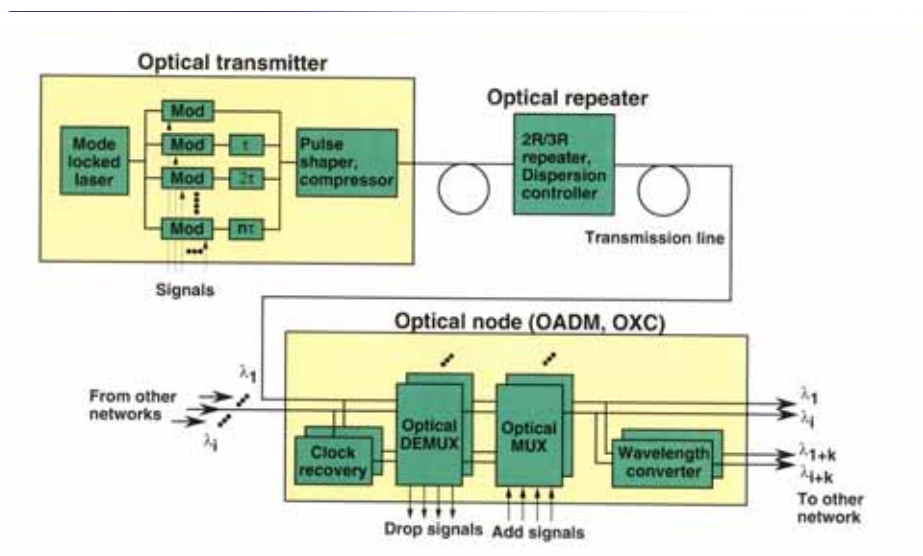 Optical transmitter
Mode
locked
laser
Mod
Mod
τ
Mod
2τ
Mod
nτ
Pulse
shaper,
compressor
Signals
Optical repeater
2R/3R
repeater,
Dispersion
controller
Transmission line
Optical node (OADM, OXC)
From other
networks
λ1
λi
Clock
recovery
Optical
DEMUX
Optical
MUX
Wavelength
converter
Drop signals
Add signals
λ1
λi
λ1+k
λi+k
To other
network